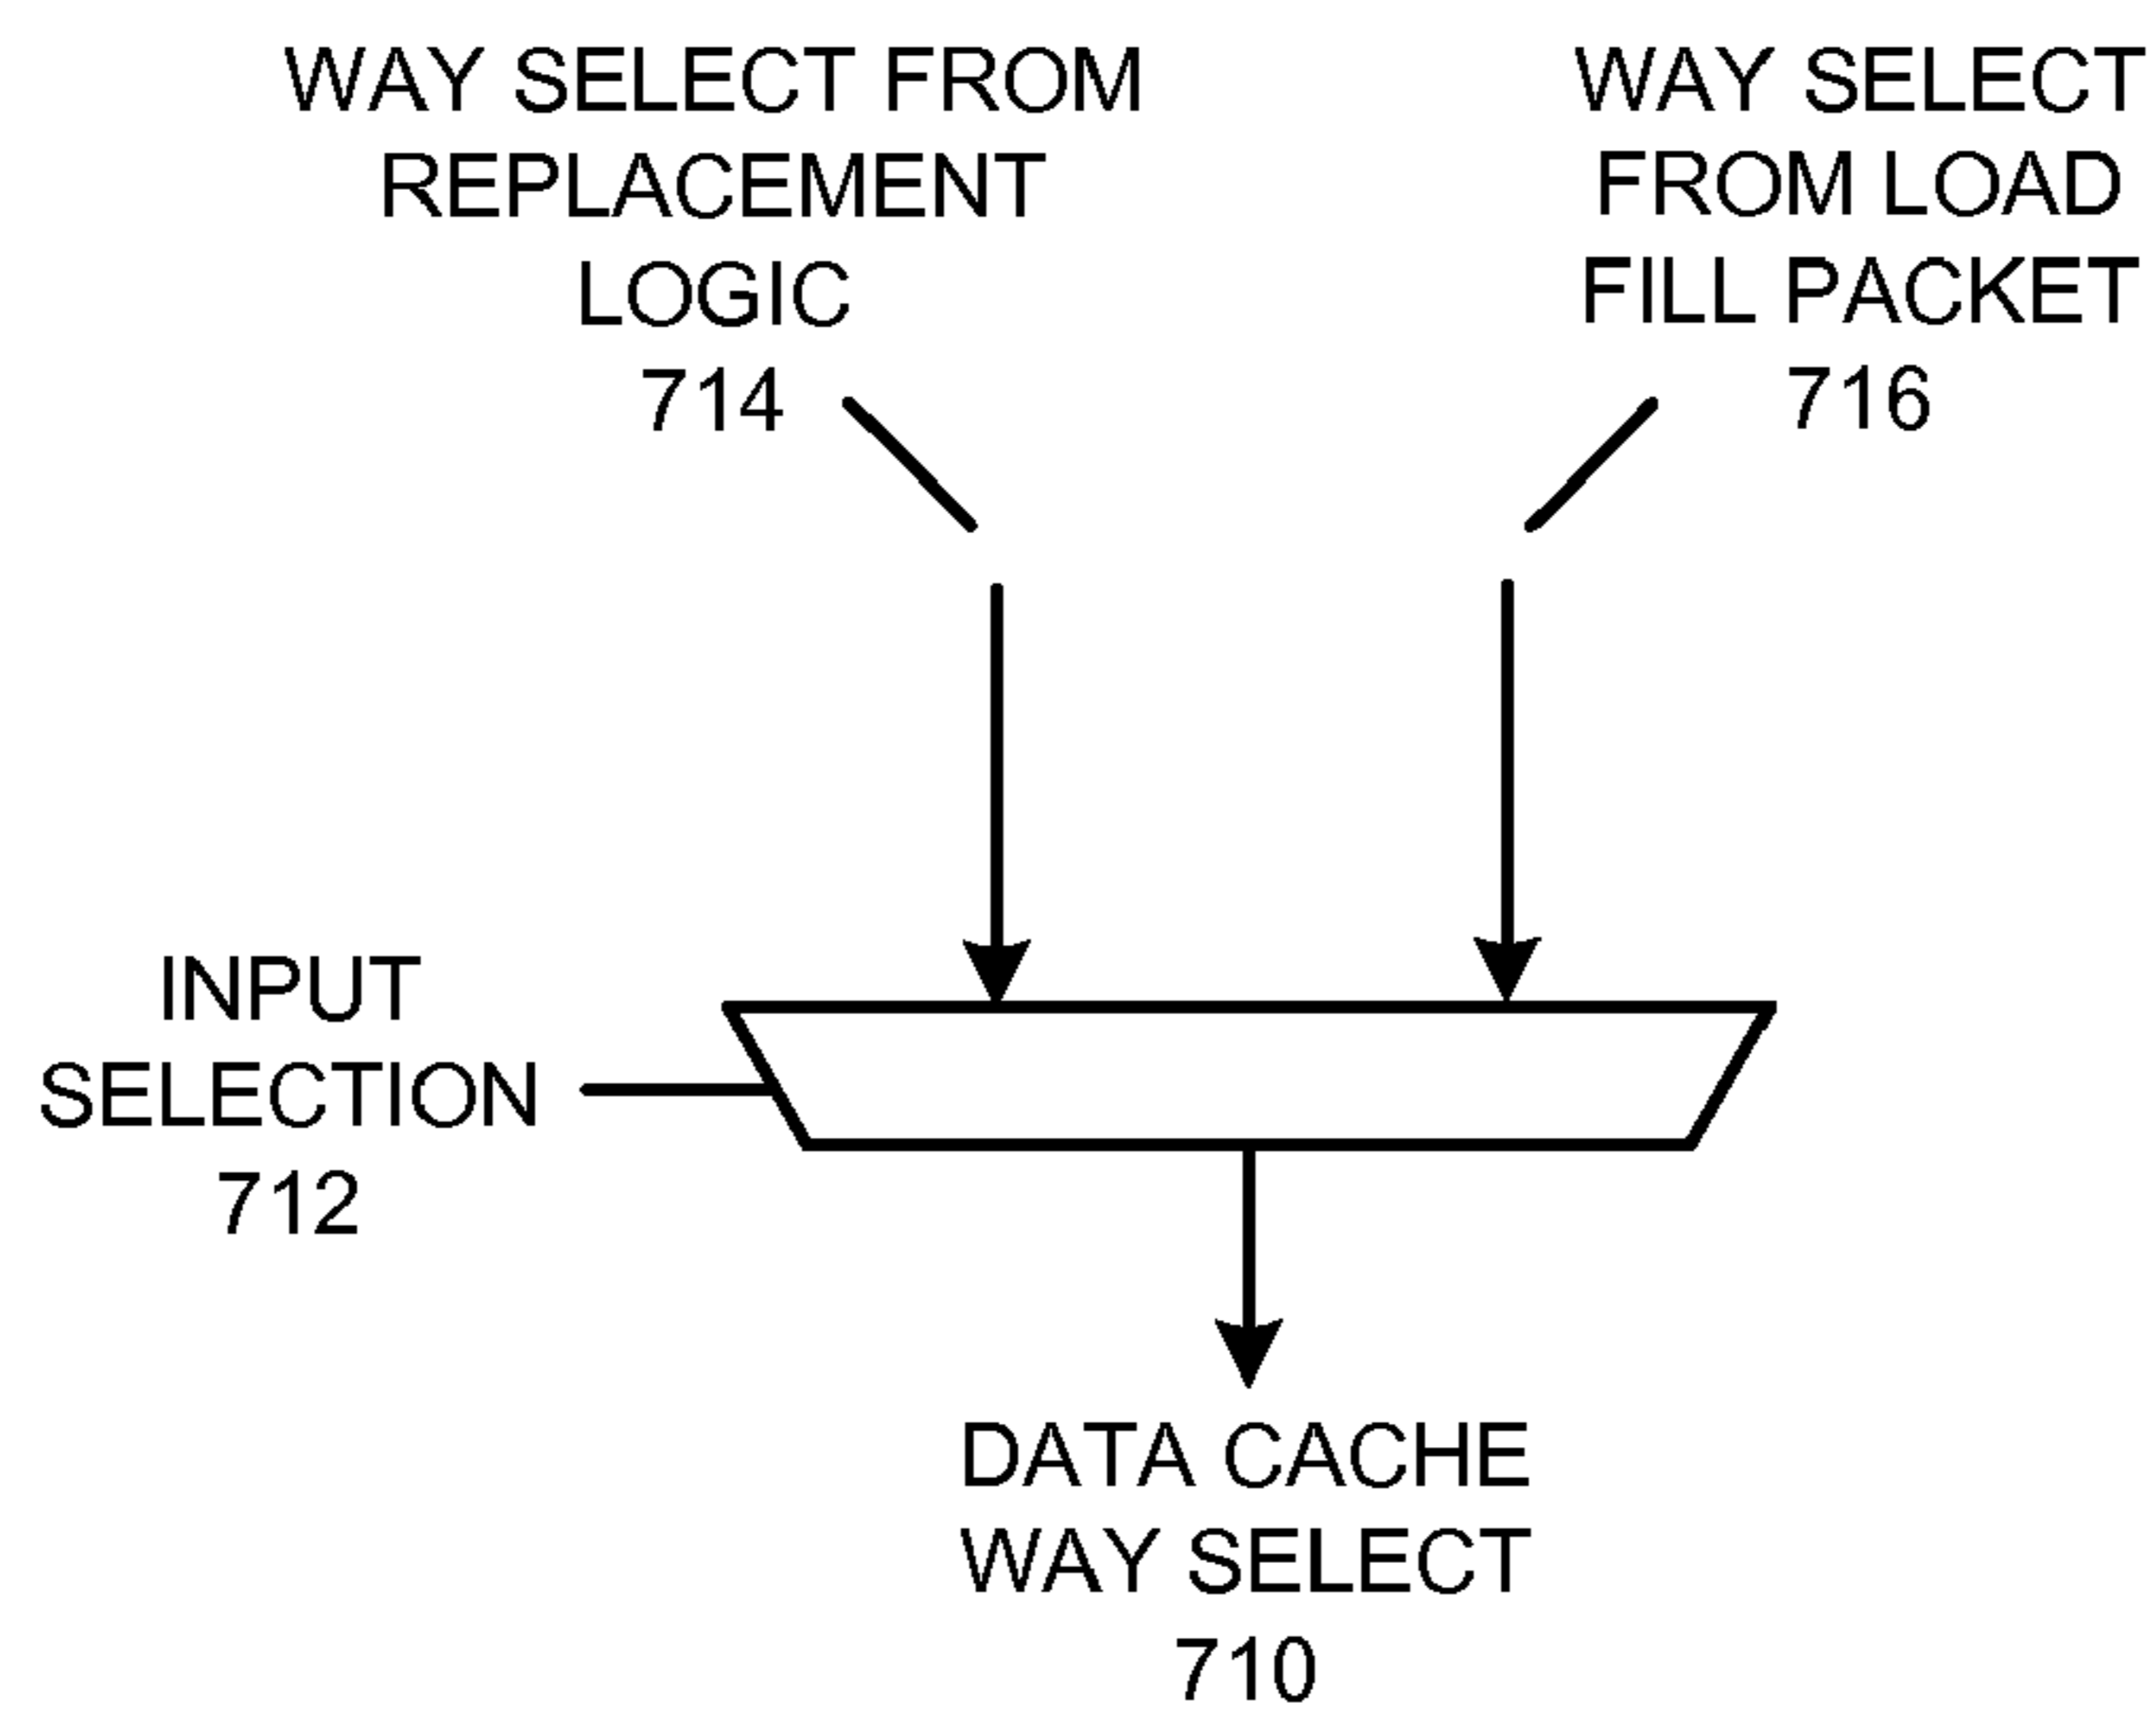 WAY SELECT FROM
REPLACEMENT
LOGIC
714
WAY SELECT
FROM LOAD
FILL PACKET
716
INPUT
SELECTION
712
DATA CACHE
WAY SELECT
710